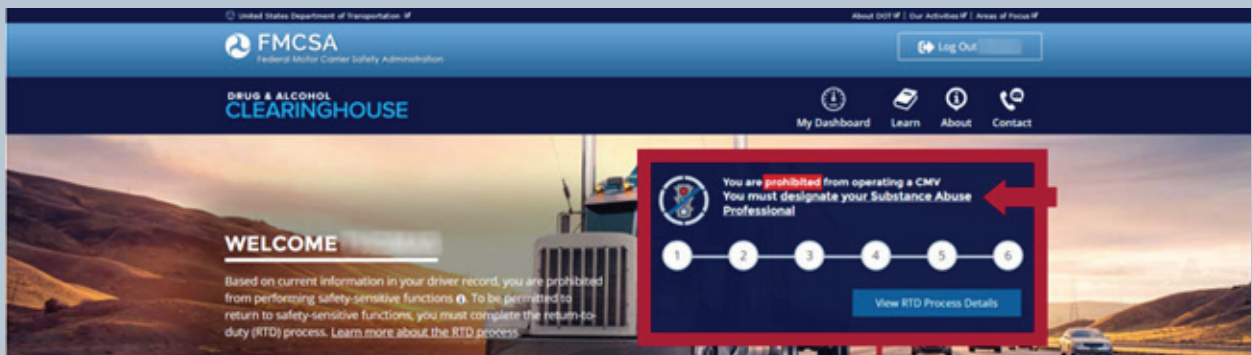 United States Department of Transportation
About DOT | Our Activities | Areas of Focus
FMCSA
Federal Motor Carrier Safety Administration
Log Out
DRUG & ALCOHOL
CLEARINGHOUSE
My Dashboard
Learn
About
Contact
You are prohibited from operating a CMV
You must designate your Substance Abuse
Professional
1 2 3 4 5 6
View RTD Process Details
WELCOME
Based on current information in your driver record, you are prohibited
from performing safety-sensitive functions. To be permitted to
return to safety-sensitive functions, you must complete the return-to-
duty (RTD) process. Learn more about the RTD process.